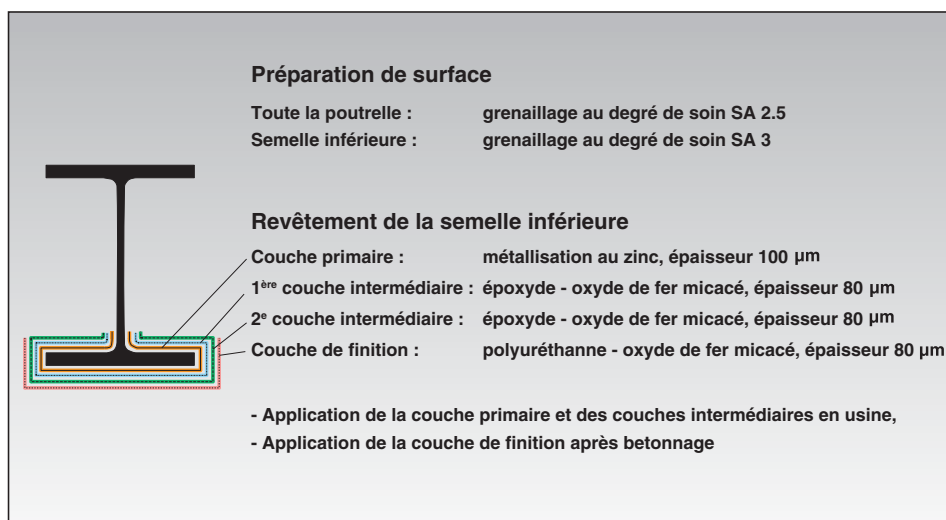 Préparation de surface
Toute la poutrelle : grenaillage au degré de soin SA 2.5
Semelle inférieure : grenaillage au degré de soin SA 3
Revêtement de la semelle inférieure
Couche primaire : métallisation au zinc, épaisseur 100 µm
1ère couche intermédiaire : époxyde - oxyde de fer micacé, épaisseur 80 µm
2e couche intermédiaire : époxyde - oxyde de fer micacé, épaisseur 80 µm
Couche de finition : polyuréthanne - oxyde de fer micacé, épaisseur 80 µm
- Application de la couche primaire et des couches intermédiaires en usine,
- Application de la couche de finition après betonnage